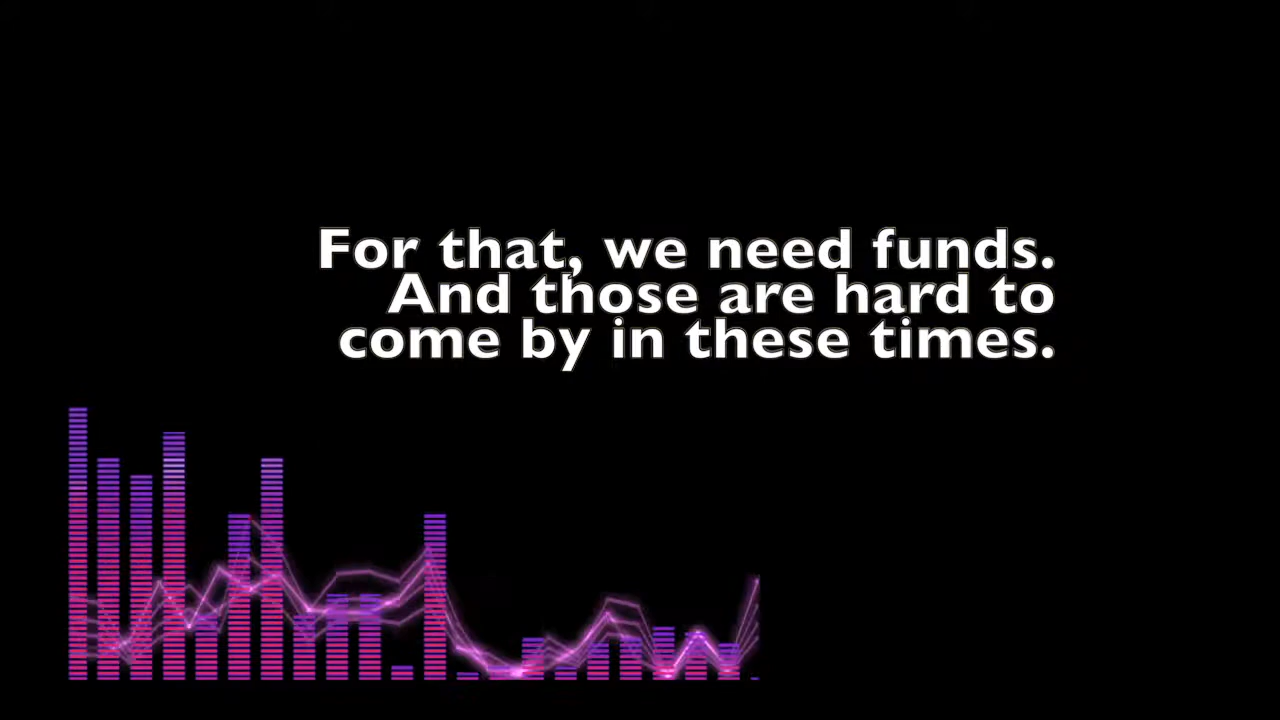 For that, we need funds.
And those are hard to
come by in these times.